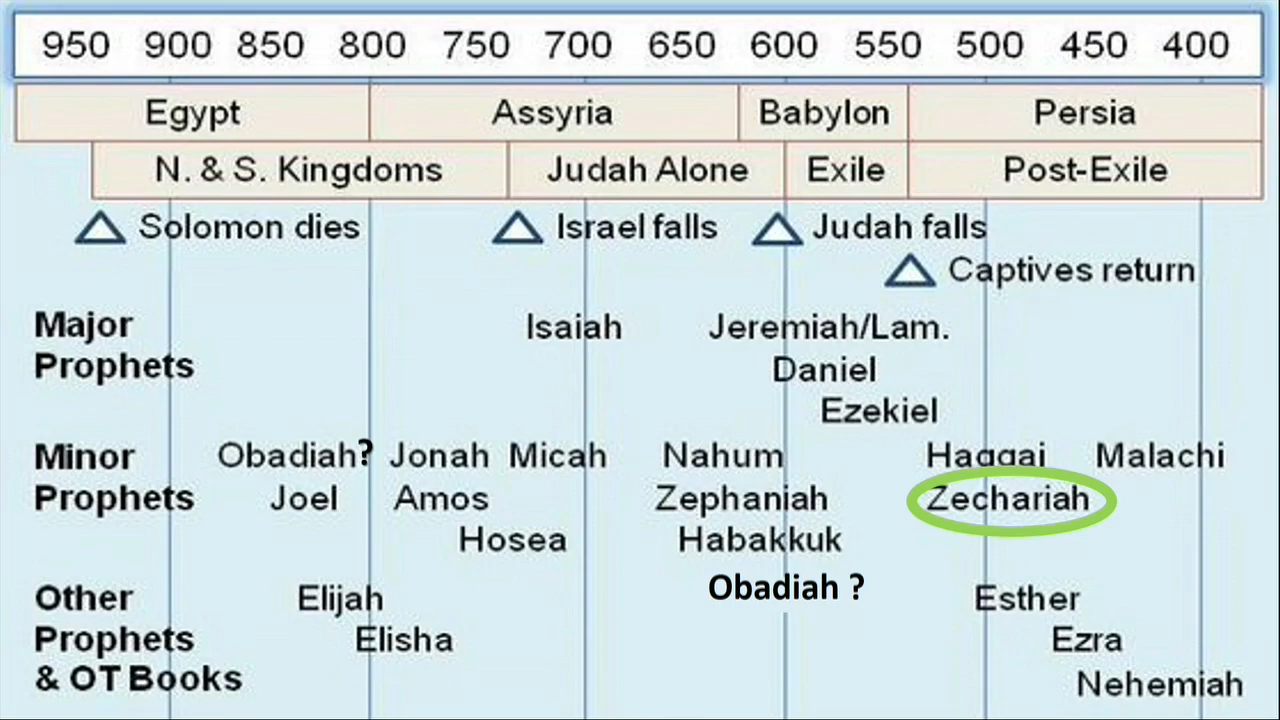 950 900 850 800 750 700 650 600 550 500 450 400
Egypt Assyria Babylon Persia
N. & S. Kingdoms Judah Alone Exile Post-Exile
Solomon dies Israel falls Judah falls
Captives return
Major Isaiah Jeremiah/Lam.
Prophets Daniel
Ezekiel
Minor Obadiah? Jonah Micah Nahum Haggai Malachi
Prophets Joel Amos Zephaniah Zechariah
Hosea Habakkuk
Obadiah ?
Other Elijah Esther
Prophets Elisha Ezra
& OT Books Nehemiah